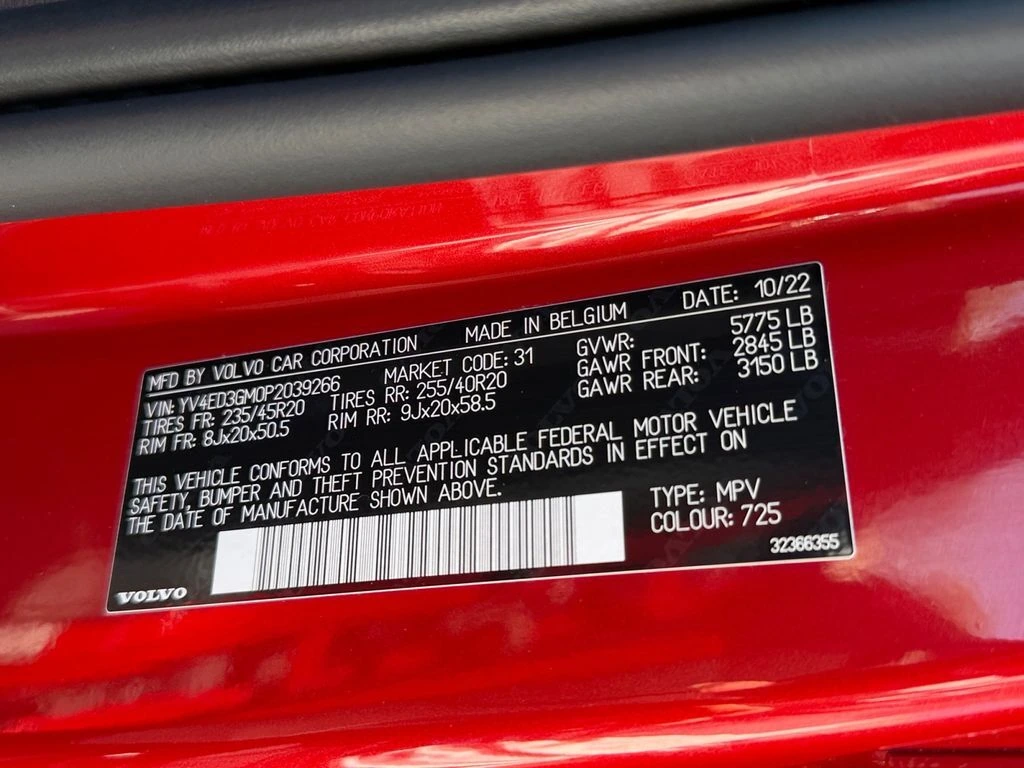 MFD BY VOLVO CAR CORPORATION MADE IN BELGIUM DATE: 10/22
VIN: YV4ED3GM0P2039266 MARKET CODE: 31 GVWR: 5775 LB
TIRES FR: 235/45R20 TIRES RR: 255/40R20 GAWR FRONT: 2845 LB
RIM FR: 8Jx20x50.5 RIM RR: 9Jx20x58.5 GAWR REAR: 3150 LB
THIS VEHICLE CONFORMS TO ALL APPLICABLE FEDERAL MOTOR VEHICLE
SAFETY, BUMPER AND THEFT PREVENTION STANDARDS IN EFFECT ON
THE DATE OF MANUFACTURE SHOWN ABOVE.
TYPE: MPV
COLOUR: 725
32366355
VOLVO